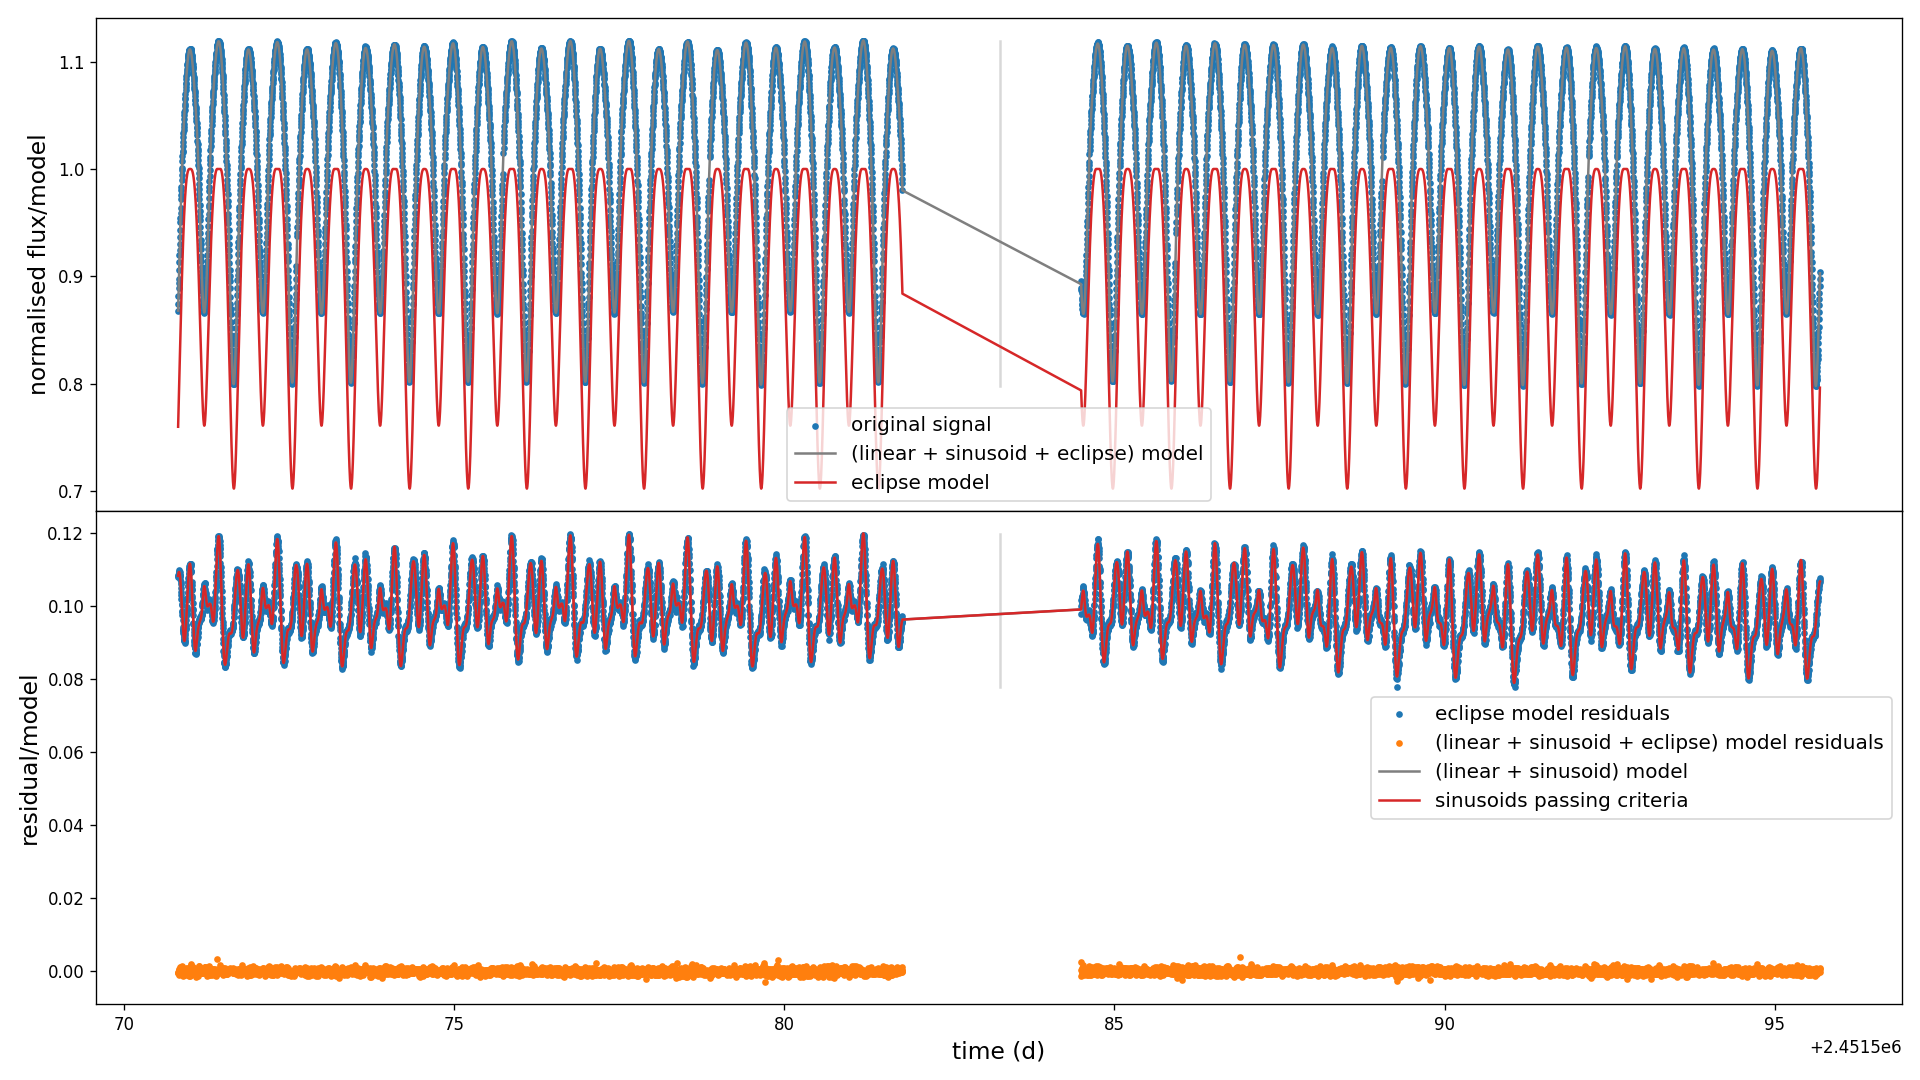 normalised flux/model
1.1
1.0
0.9
0.8
0.7
original signal
(linear + sinusoid + eclipse) model
eclipse model
residual/model
0.12
0.10
0.08
0.06
0.04
0.02
0.00
eclipse model residuals
(linear + sinusoid + eclipse) model residuals
(linear + sinusoid) model
sinusoids passing criteria
70 75 80 85 90 95
time (d)
+2.4515e6